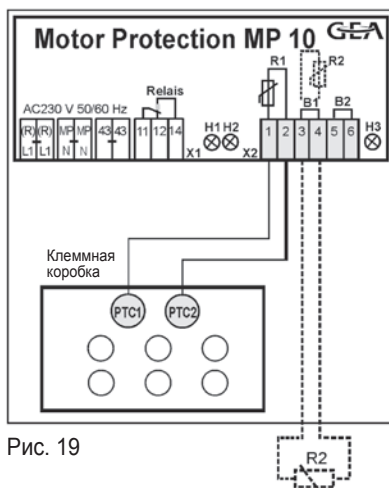 Motor Protection MP 10 GEA
R1 R2
Relais
AC230 V 50/60 Hz B1 B2
(R) (R) MP MP 43 43 11 12 14 H1 H2 1 2 3 4 5 6 H3
L1 L1 N N X1 X2
Клеммная
коробка
PTC1 PTC2
Рис. 19
R2